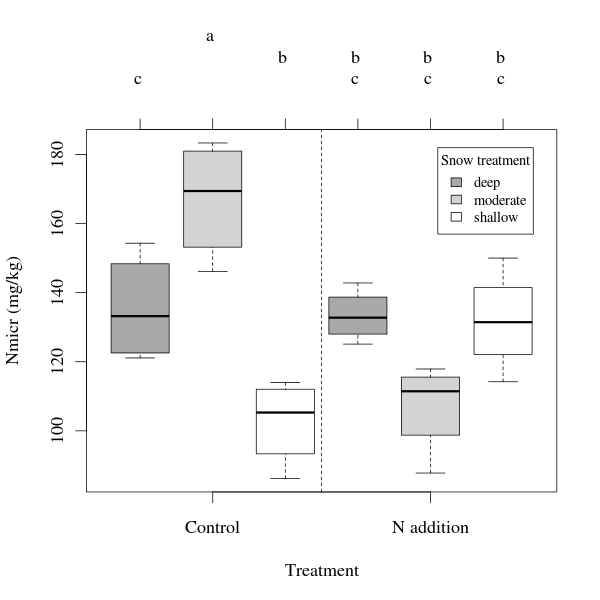 a
b b b b
c c c c
Snow treatment
deep
moderate
shallow
180
160
140
120
100
Nmicr (mg/kg)
Control N addition
Treatment